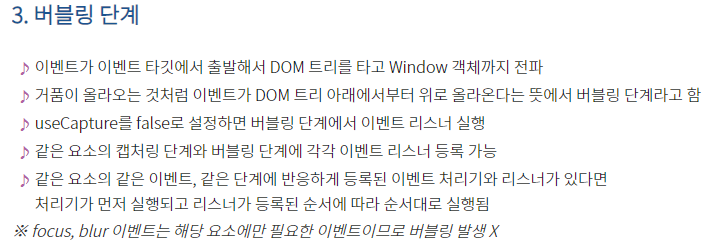 3. 버블링 단계
♪ 이벤트가 이벤트 타깃에서 출발해서 DOM 트리를 타고 Window 객체까지 전파
♪ 거품이 올라오는 것처럼 이벤트가 DOM 트리 아래에서부터 위로 올라온다는 뜻에서 버블링 단계라고 함
♪ useCapture를 false로 설정하면 버블링 단계에서 이벤트 리스너 실행
♪ 같은 요소의 캡처링 단계와 버블링 단계에 각각 이벤트 리스너 등록 가능
♪ 같은 요소의 같은 이벤트, 같은 단계에 반응하게 등록된 이벤트 처리기와 리스너가 있다면
처리기가 먼저 실행되고 리스너가 등록된 순서에 따라 순서대로 실행됨
※ focus, blur 이벤트는 해당 요소에만 필요한 이벤트이므로 버블링 발생 X